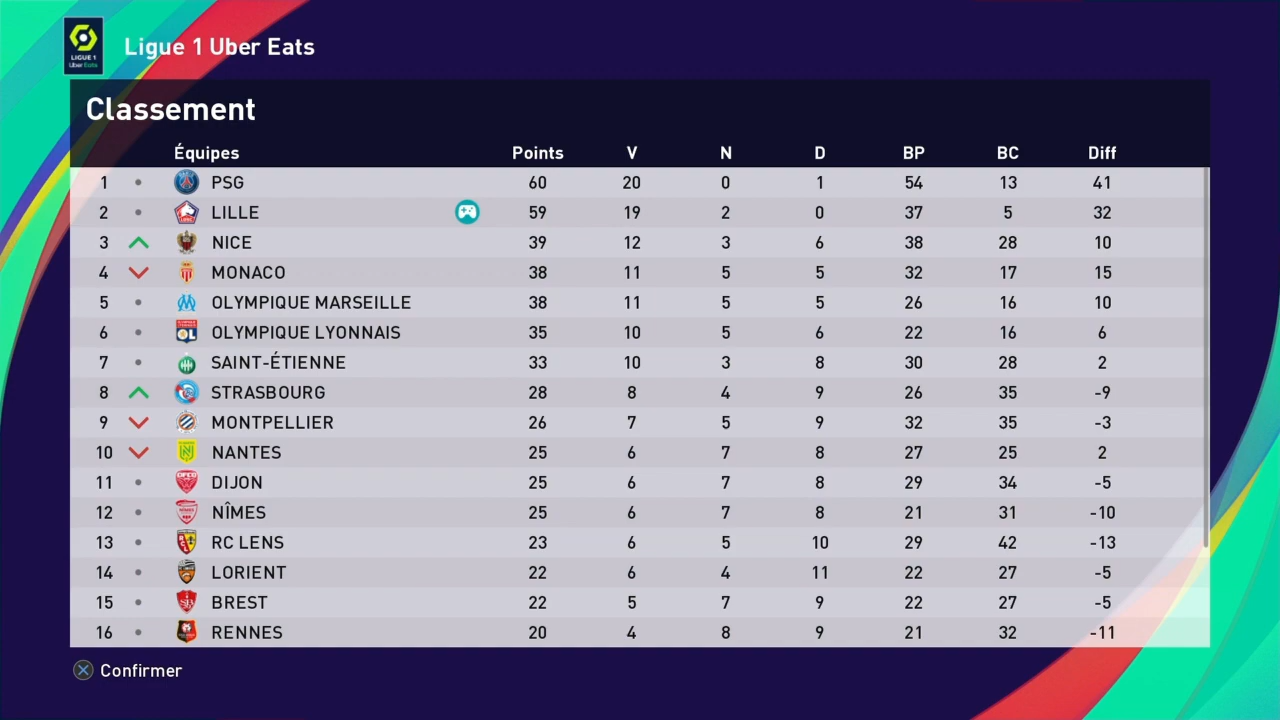 LIGUE 1
Uber Eats
Ligue 1 Uber Eats
Classement
Équipes Points V N D BP BC Diff
1 PSG 60 20 0 1 54 13 41
2 LILLE 59 19 2 0 37 5 32
3 NICE 39 12 3 6 38 28 10
4 MONACO 38 11 5 5 32 17 15
5 OLYMPIQUE MARSEILLE 38 11 5 5 26 16 10
6 OLYMPIQUE LYONNAIS 35 10 5 6 22 16 6
7 SAINT-ÉTIENNE 33 10 3 8 30 28 2
8 STRASBOURG 28 8 4 9 26 35 -9
9 MONTPELLIER 26 7 5 9 32 35 -3
10 NANTES 25 6 7 8 27 25 2
11 DIJON 25 6 7 8 29 34 -5
12 NÎMES 25 6 7 8 21 31 -10
13 RC LENS 23 6 5 10 29 42 -13
14 LORIENT 22 6 4 11 22 27 -5
15 BREST 22 5 7 9 22 27 -5
16 RENNES 20 4 8 9 21 32 -11
Confirmer